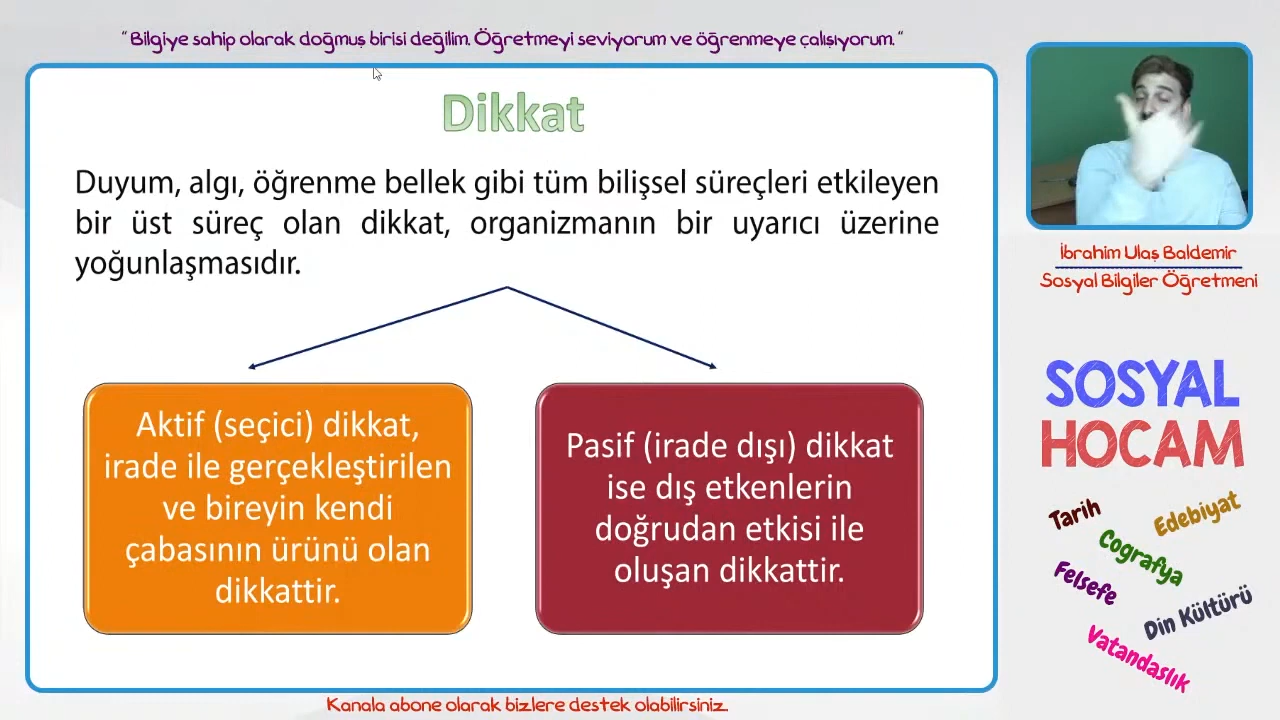 “Bilgiye sahip olarak doğmuş birisi değilim. Öğretmeyi seviyorum ve öğrenmeye çalışıyorum.“
Dikkat
Duyum, algı, öğrenme bellek gibi tüm bilişsel süreçleri etkileyen
bir üst süreç olan dikkat, organizmanın bir uyarıcı üzerine
yoğunlaşmasıdır.
Aktif (seçici) dikkat,
irade ile gerçekleştirilen
ve bireyin kendi
çabasının ürünü olan
dikkattir.
Pasif (irade dışı) dikkat
ise dış etkenlerin
doğrudan etkisi ile
oluşan dikkattir.
İbrahim Ulaş Baldemir
Sosyal Bilgiler Öğretmeni
SOSYAL
HOCAM
Tarih
Edebiyat
Cografya
Felsefe
Din Kültürü
Vatandaslık
Kanala abone olarak bizlere destek olabilirsiniz.